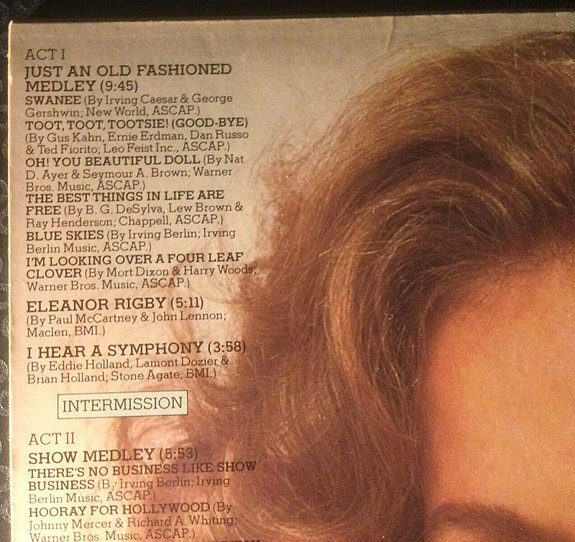 ACT I
JUST AN OLD FASHIONED
MEDLEY (9:45)
SWANEE (By Irving Caesar & George
Gershwin; New World, ASCAP.)
TOOT, TOOT, TOOTSIE! (GOOD-BYE)
(By Gus Kahn, Ernie Erdman, Dan Russo
& Ted Fiorito; Leo Feist Inc., ASCAP.)
OH! YOU BEAUTIFUL DOLL (By Nat
D. Ayer & Seymour A. Brown; Warner
Bros. Music, ASCAP.)
THE BEST THINGS IN LIFE ARE
FREE (By B. G. DeSylva, Lew Brown &
Ray Henderson; Chappell, ASCAP.)
BLUE SKIES (By Irving Berlin; Irving
Berlin Music, ASCAP.)
I'M LOOKING OVER A FOUR LEAF
CLOVER (By Mort Dixon & Harry Woods;
Warner Bros. Music, ASCAP.)
ELEANOR RIGBY (5:11)
(By Paul McCartney & John Lennon;
Maclen, BMI.)
I HEAR A SYMPHONY (3:58)
(By Eddie Holland, Lamont Dozier &
Brian Holland; Stone Agate, BMI.)
INTERMISSION
ACT II
SHOW MEDLEY (5:53)
THERE'S NO BUSINESS LIKE SHOW
BUSINESS (By Irving Berlin; Irving
Berlin Music, ASCAP.)
HOORAY FOR HOLLYWOOD (By
Johnny Mercer & Richard A. Whiting;
Warner Bros. Music, ASCAP.)